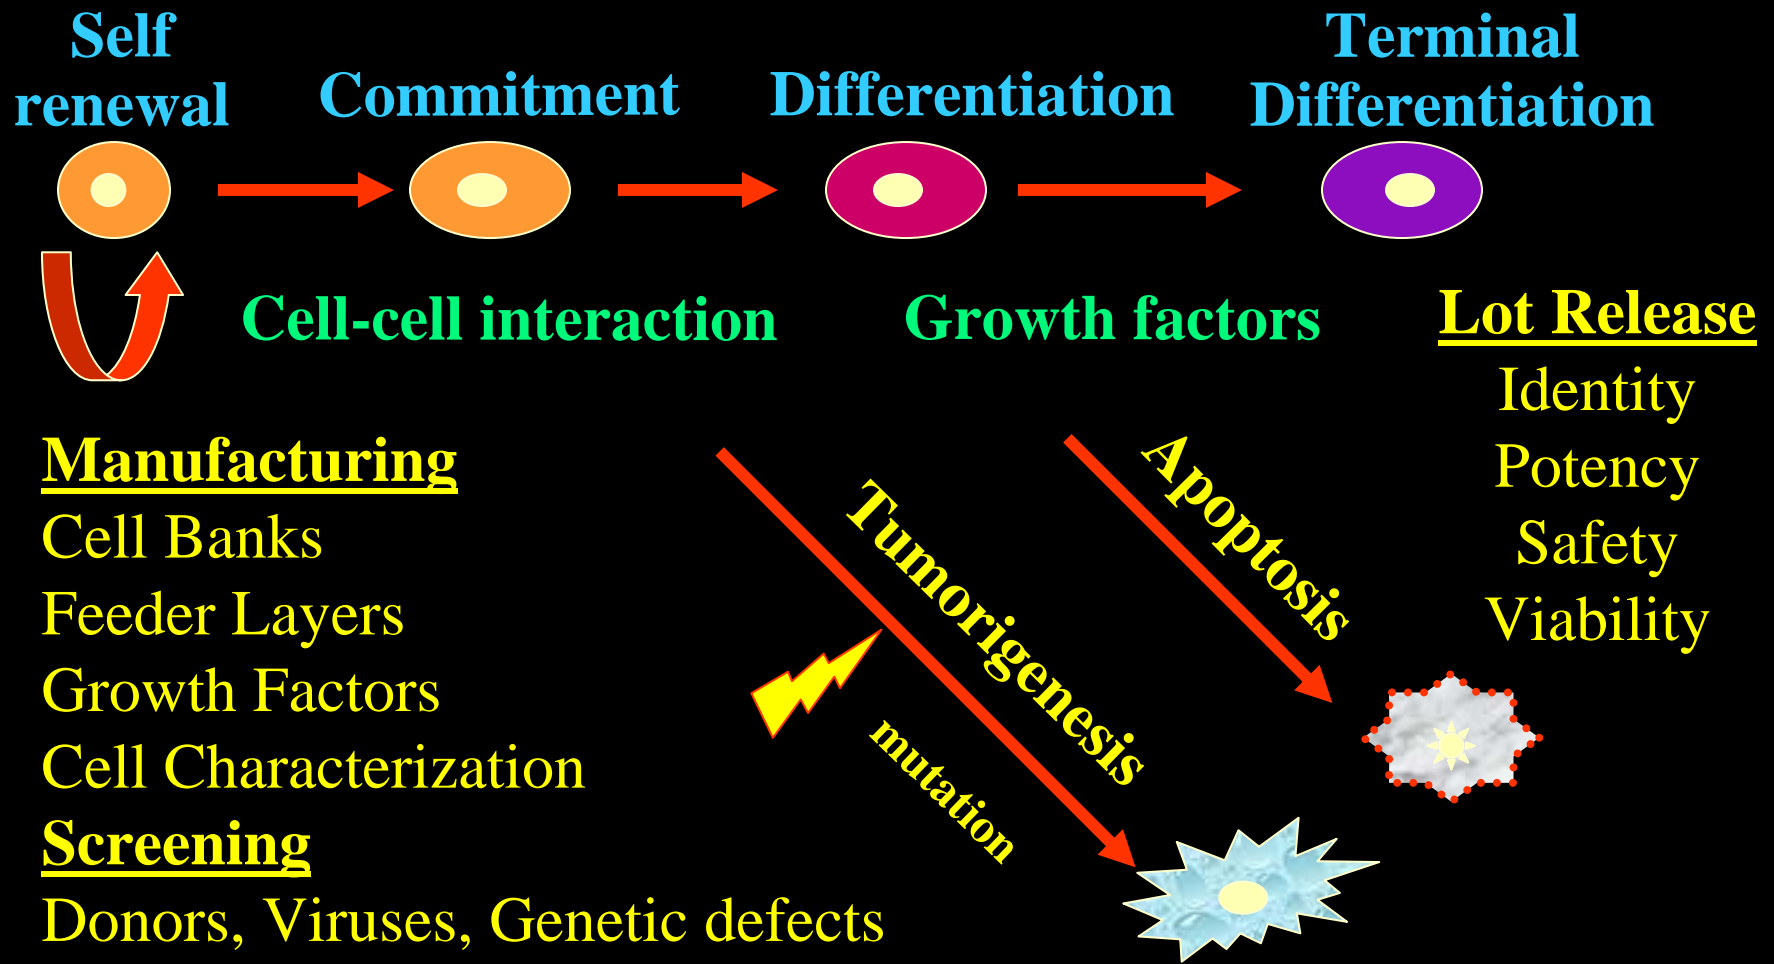 Self
renewal
Commitment
Differentiation
Terminal
Differentiation
Cell-cell interaction
Growth factors
Lot Release
Identity
Potency
Safety
Viability
Manufacturing
Cell Banks
Feeder Layers
Growth Factors
Cell Characterization
Screening
Donors, Viruses, Genetic defects
Tumorigenesis
mutation
Apoptosis